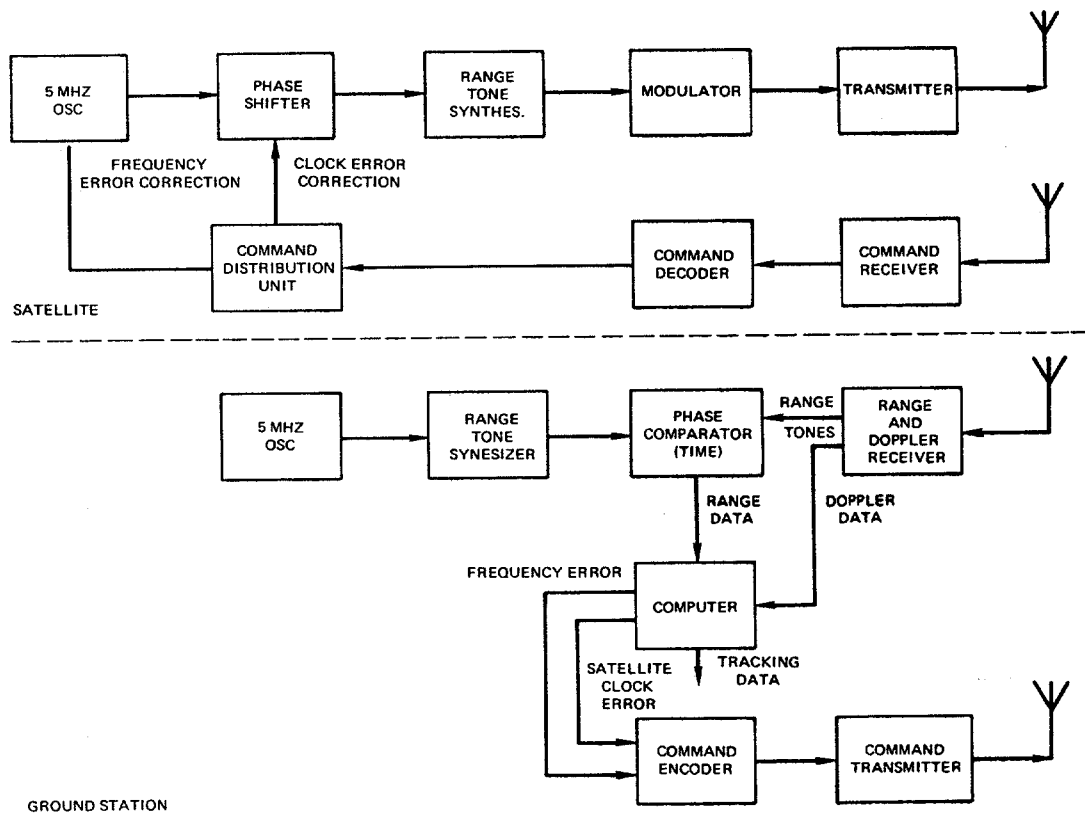 5 MHZ
OSC
PHASE
SHIFTER
RANGE
TONE
SYNTHES.
MODULATOR
TRANSMITTER
FREQUENCY
ERROR CORRECTION
CLOCK ERROR
CORRECTION
COMMAND
DISTRIBUTION
UNIT
COMMAND
DECODER
COMMAND
RECEIVER
SATELLITE
5 MHZ
OSC
RANGE
TONE
SYNESIZER
PHASE
COMPARATOR
(TIME)
RANGE
TONES
RANGE
AND
DOPPLER
RECEIVER
RANGE
DATA
DOPPLER
DATA
FREQUENCY ERROR
COMPUTER
SATELLITE
CLOCK
ERROR
TRACKING
DATA
COMMAND
ENCODER
COMMAND
TRANSMITTER
GROUND STATION